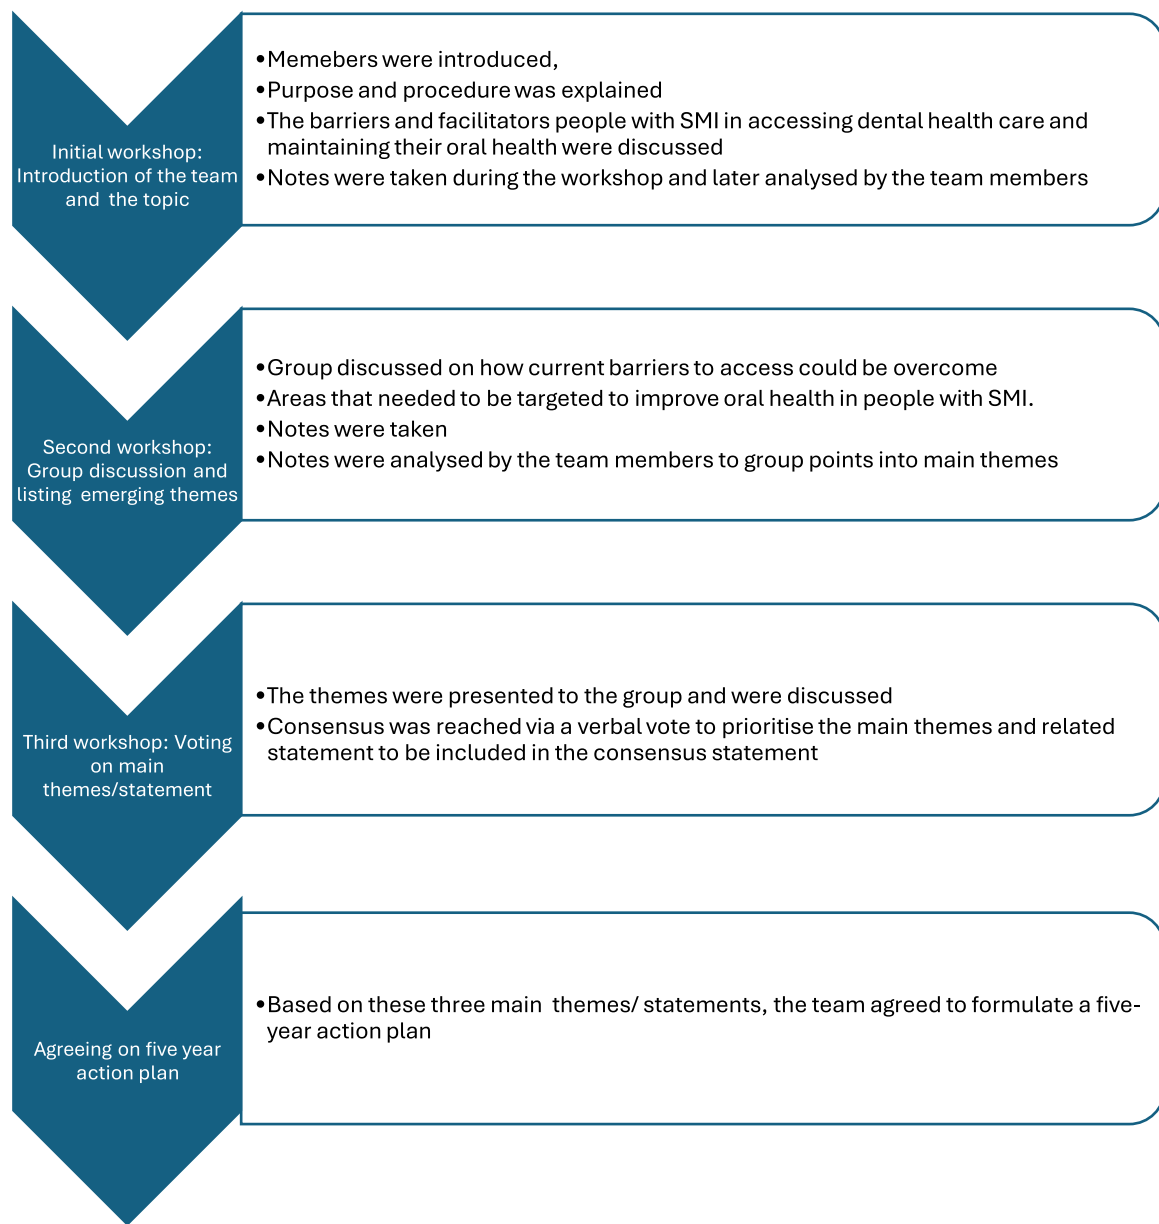 Initial workshop:
Introduction of the team
and the topic
•Memebers were introduced,
•Purpose and procedure was explained
•The barriers and facilitators people with SMI in accessing dental health care and
maintaining their oral health were discussed
•Notes were taken during the workshop and later analysed by the team members
Second workshop:
Group discussion and
listing emerging themes
•Group discussed on how current barriers to access could be overcome
•Areas that needed to be targeted to improve oral health in people with SMI.
•Notes were taken
•Notes were analysed by the team members to group points into main themes
Third workshop: Voting
on main
themes/statement
•The themes were presented to the group and were discussed
•Consensus was reached via a verbal vote to prioritise the main themes and related
statement to be included in the consensus statement
Agreeing on five year
action plan
•Based on these three main themes/ statements, the team agreed to formulate a five-
year action plan